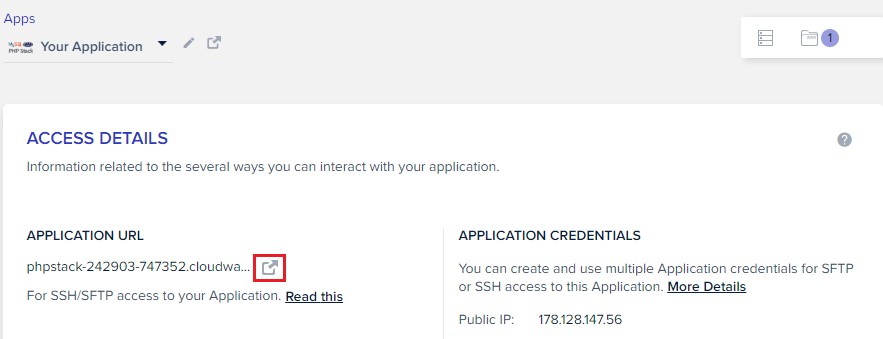 Apps
MySQL php
PHP Stack
Your Application
1
ACCESS DETAILS
?
Information related to the several ways you can interact with your application.
APPLICATION URL
phpstack-242903-747352.cloudwa...
For SSH/SFTP access to your Application. Read this
APPLICATION CREDENTIALS
You can create and use multiple Application credentials for SFTP
or SSH access to this Application. More Details
Public IP: 178.128.147.56